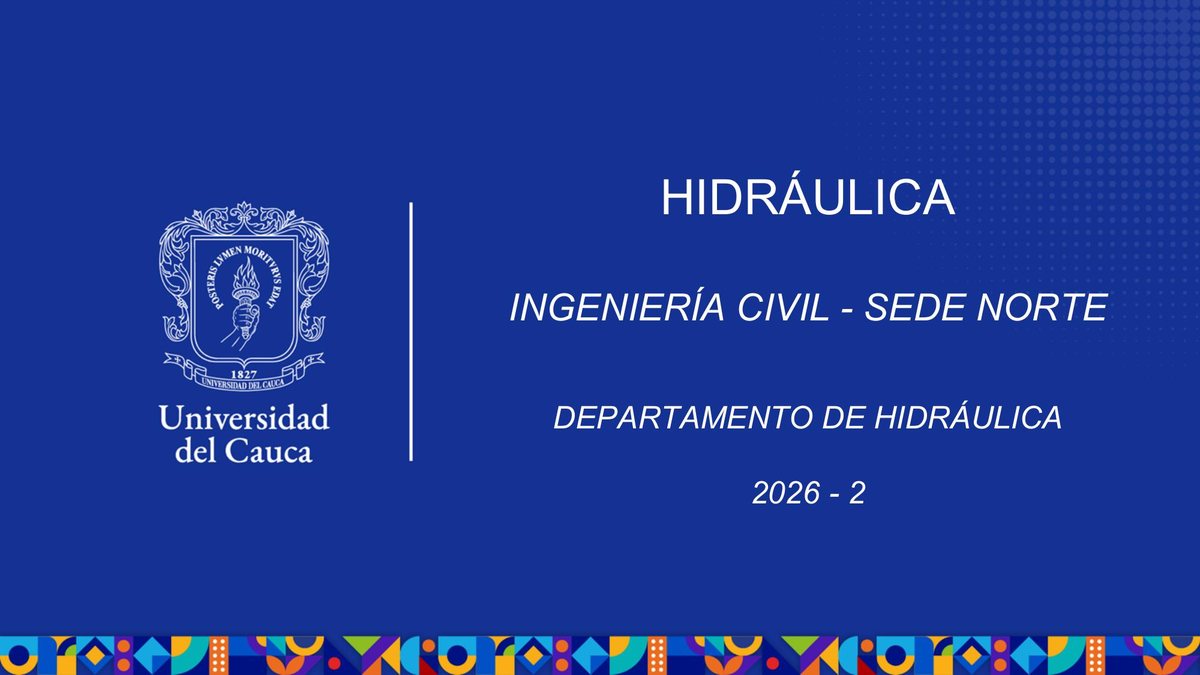 POSTERIS LVMEN MORITVRVS EDAT
1827
UNIVERSIDAD DEL CAUCA
Universidad
del Cauca
HIDRÁULICA
INGENIERÍA CIVIL - SEDE NORTE
DEPARTAMENTO DE HIDRÁULICA
2026 - 2